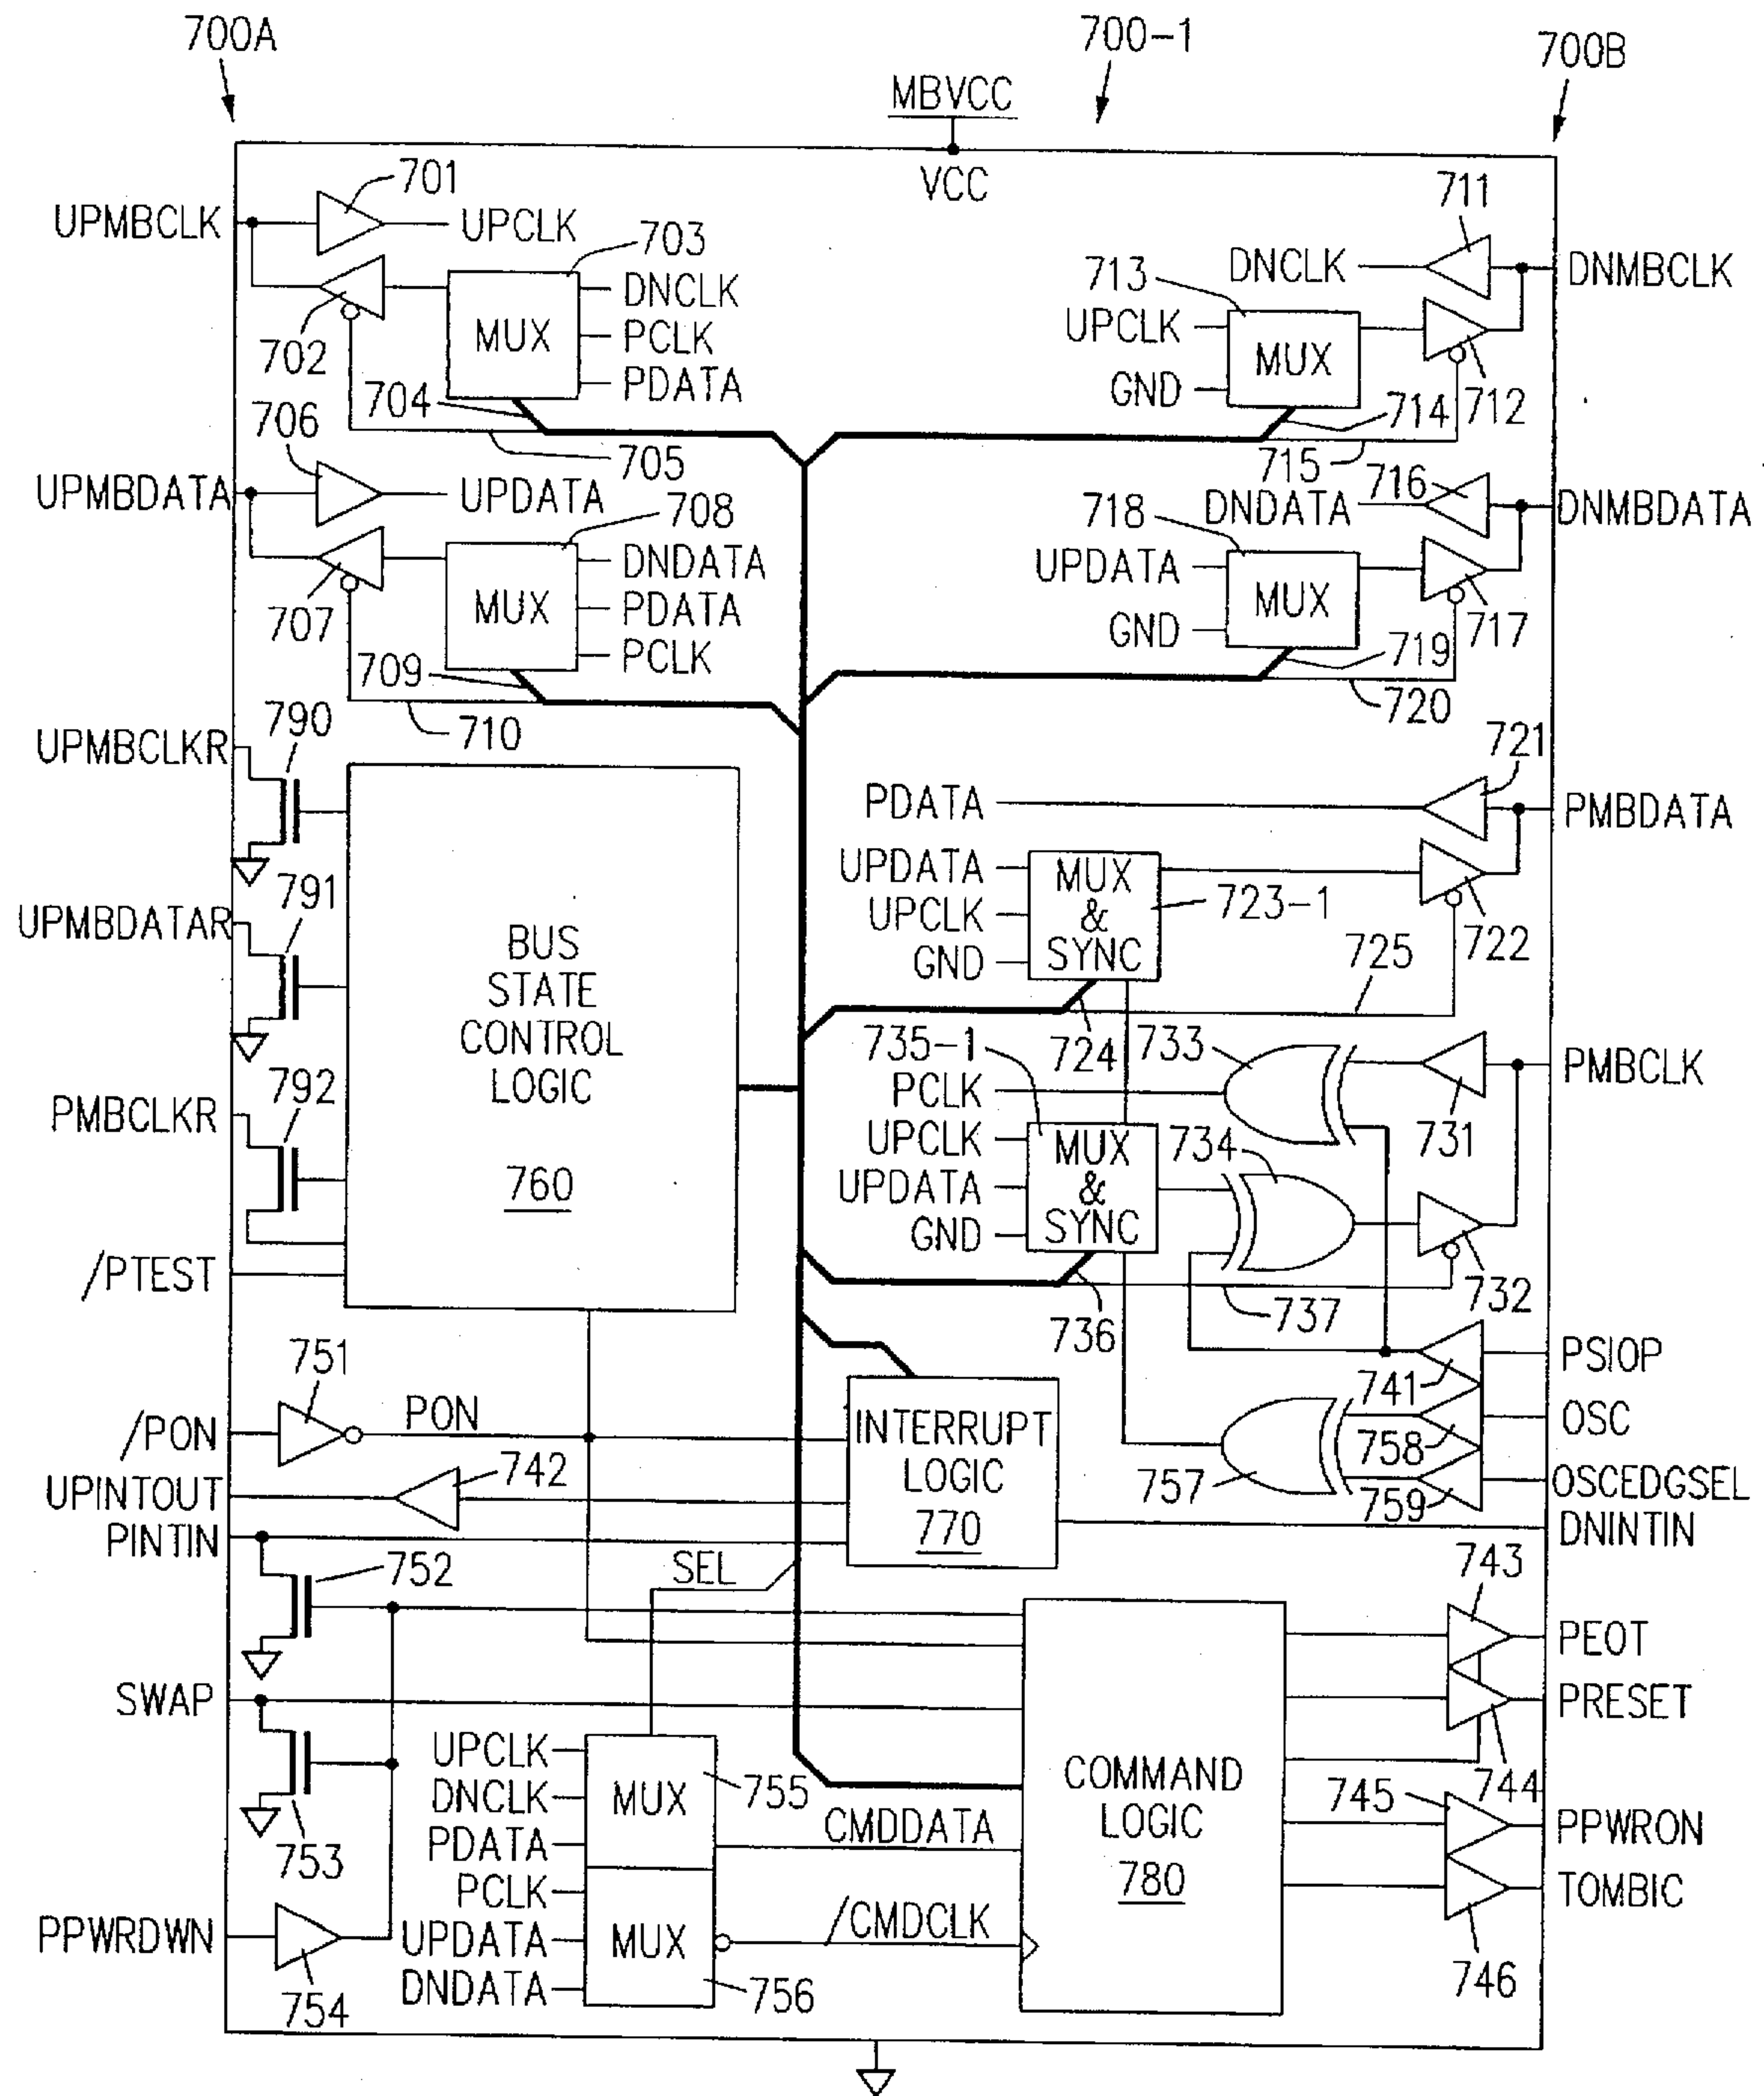 700A
700-1
700B
MBVCC
VCC
UPMBCLK
701
UPCLK
702
703
MUX
DNCLK
PCLK
PDATA
704
705
711
DNCLK
DNMBCLK
713
UPCLK
MUX
GND
712
714
715
706
UPMBDATA
UPDATA
707
708
MUX
DNDATA
PDATA
PCLK
709
710
716
DNDATA
DNMBDATA
718
UPDATA
MUX
GND
717
719
720
790
UPMBCLKR
791
UPMBDATAR
792
PMBCLKR
/PTEST
BUS
STATE
CONTROL
LOGIC
760
721
PDATA
PMBDATA
UPDATA
UPCLK
GND
MUX
&
SYNC
723-1
722
725
724
735-1
733
PCLK
PMBCLK
731
UPCLK
UPDATA
GND
MUX
&
SYNC
734
732
736
737
PSIOP
741
OSC
758
757
OSCEDGSEL
759
DNINTIN
751
/PON
PON
742
UPINTOUT
PINTIN
INTERRUPT
LOGIC
770
752
SEL
SWAP
753
PPWRDWN
754
UPCLK
DNCLK
PDATA
MUX
755
CMDDATA
PCLK
UPDATA
DNDATA
MUX
756
/CMDCLK
COMMAND
LOGIC
780
743
PEOT
PRESET
744
745
PPWRON
TOMBIC
746